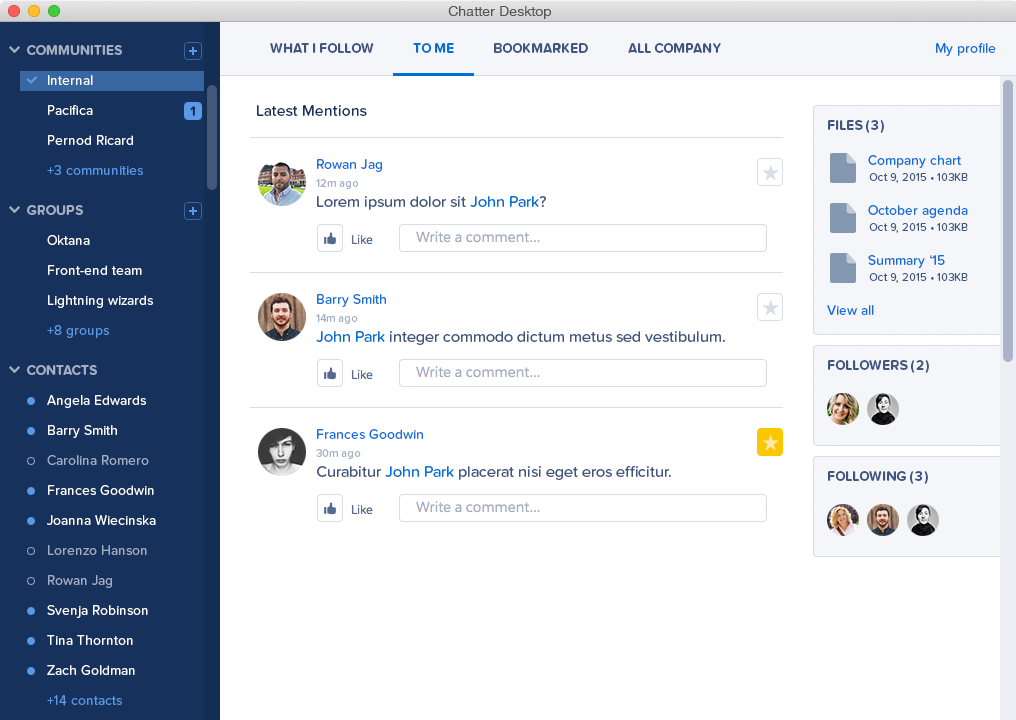 Chatter Desktop
COMMUNITIES
Internal
Pacifica 1
Pernod Ricard
+3 communities
GROUPS
Oktana
Front-end team
Lightning wizards
+8 groups
CONTACTS
Angela Edwards
Barry Smith
Carolina Romero
Frances Goodwin
Joanna Wiecinska
Lorenzo Hanson
Rowan Jag
Svenja Robinson
Tina Thornton
Zach Goldman
+14 contacts
WHAT I FOLLOW TO ME BOOKMARKED ALL COMPANY My profile
Latest Mentions
Rowan Jag
12m ago
Lorem ipsum dolor sit John Park?
Like Write a comment...
Barry Smith
14m ago
John Park integer commodo dictum metus sed vestibulum.
Like Write a comment...
Frances Goodwin
30m ago
Curabitur John Park placerat nisi eget eros efficitur.
Like Write a comment...
FILES (3)
Company chart
Oct 9, 2015 • 103KB
October agenda
Oct 9, 2015 • 103KB
Summary ‘15
Oct 9, 2015 • 103KB
View all
FOLLOWERS (2)
FOLLOWING (3)